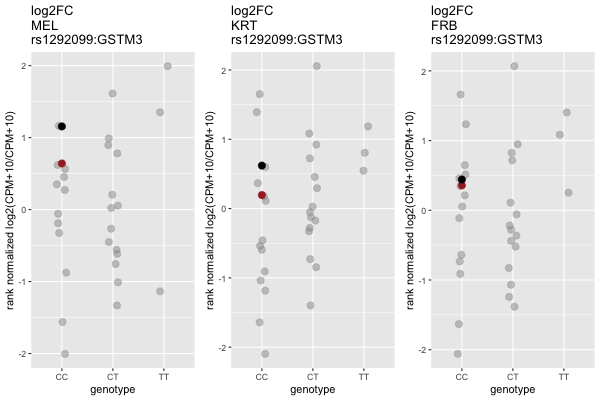 log2FC
MEL
rs1292099:GSTM3
rank normalized log2(CPM+10/CPM+10)
2
1
0
-1
-2
CC
CT
TT
genotype
log2FC
KRT
rs1292099:GSTM3
rank normalized log2(CPM+10/CPM+10)
2
1
0
-1
-2
CC
CT
TT
genotype
log2FC
FRB
rs1292099:GSTM3
rank normalized log2(CPM+10/CPM+10)
2
1
0
-1
-2
CC
CT
TT
genotype